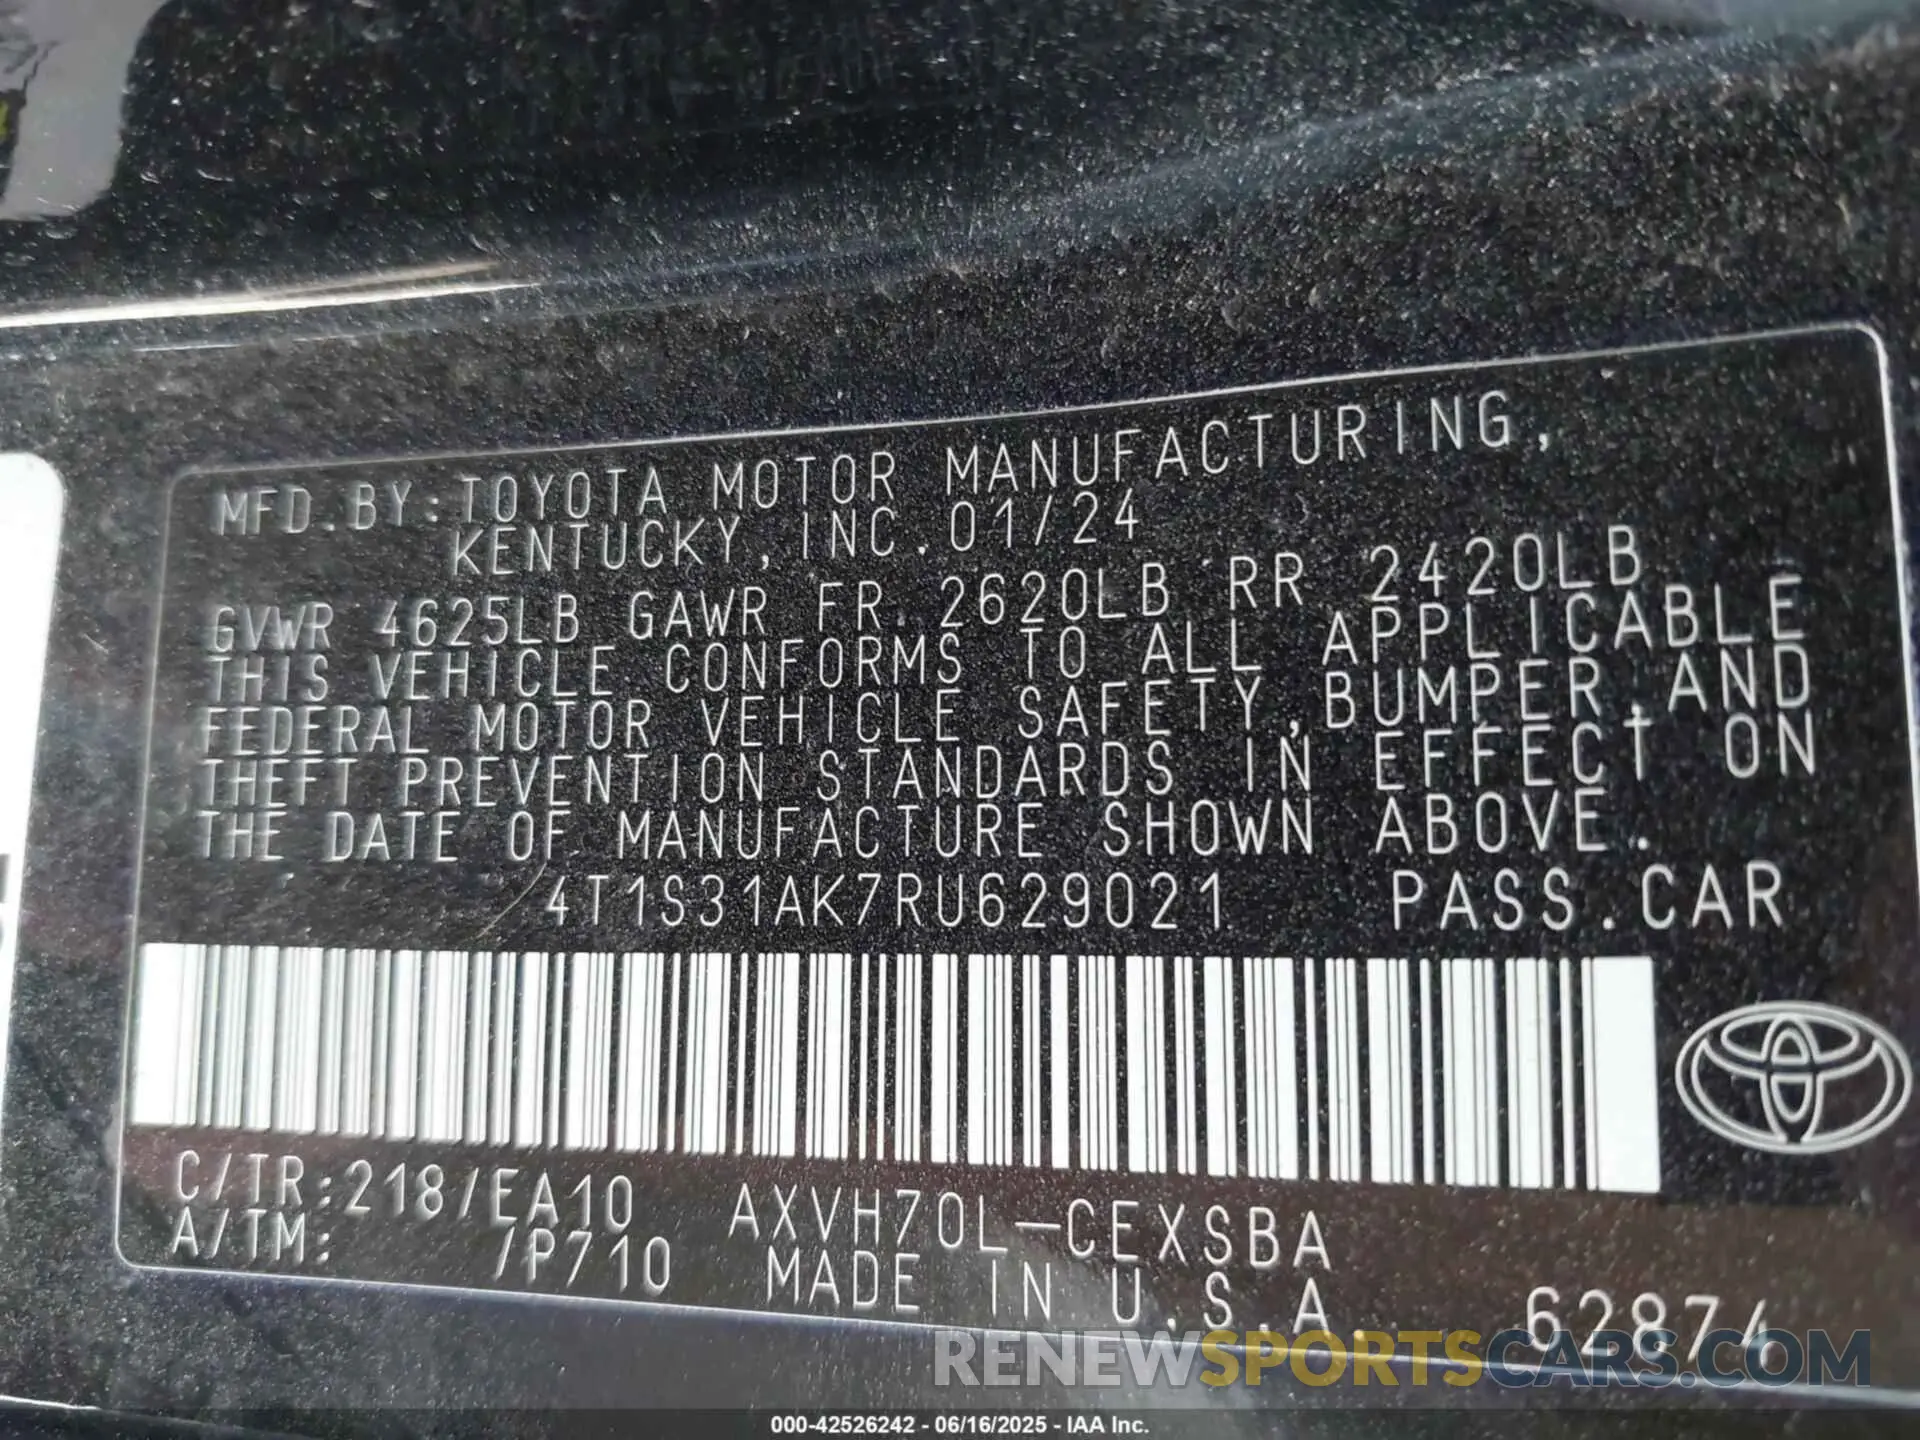 MFD.BY:TOYOTA MOTOR MANUFACTURING,
KENTUCKY,INC.01/24
GVWR 4625LB GAWR FR 2620LB RR 2420LB
THIS VEHICLE CONFORMS TO ALL APPLICABLE
FEDERAL MOTOR VEHICLE SAFETY,BUMPER,AND
THEFT PREVENTION STANDARDS IN EFFECT ON
THE DATE OF MANUFACTURE SHOWN ABOVE.
4T1S31AK7RU629021 PASS.CAR
C/TR:218/EA10 AXVH70L-CEXSBA
A/TM: /P710 MADE IN U.S.A.
62874
RENEWSPORTSCARS.COM
000-42526242 - 06/16/2025 - IAA Inc.